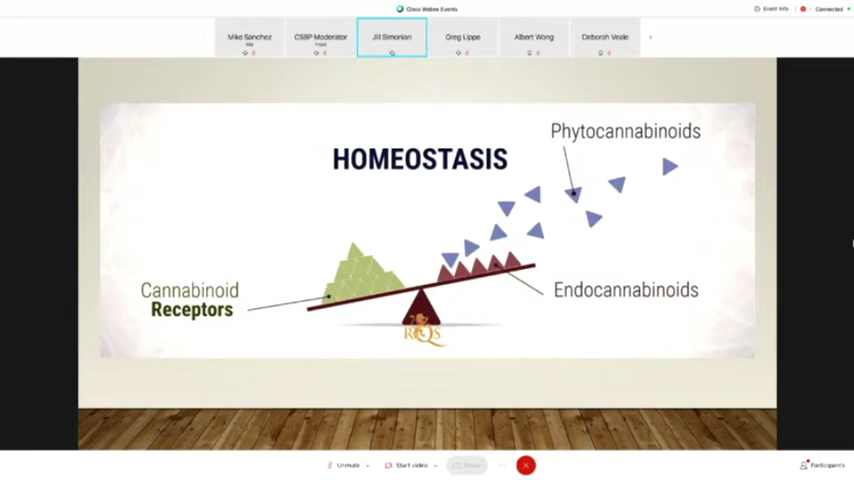 Cisco Webex Events
Event Info
Connected
Mike Sanchez
Me
CSBP Moderator
Host
Jill Simonian
Greg Lippe
Albert Wong
Deborah Veale
Phytocannabinoids
HOMEOSTASIS
Cannabinoid
Receptors
Endocannabinoids
RQS
Unmute
Start video
Share
Participants